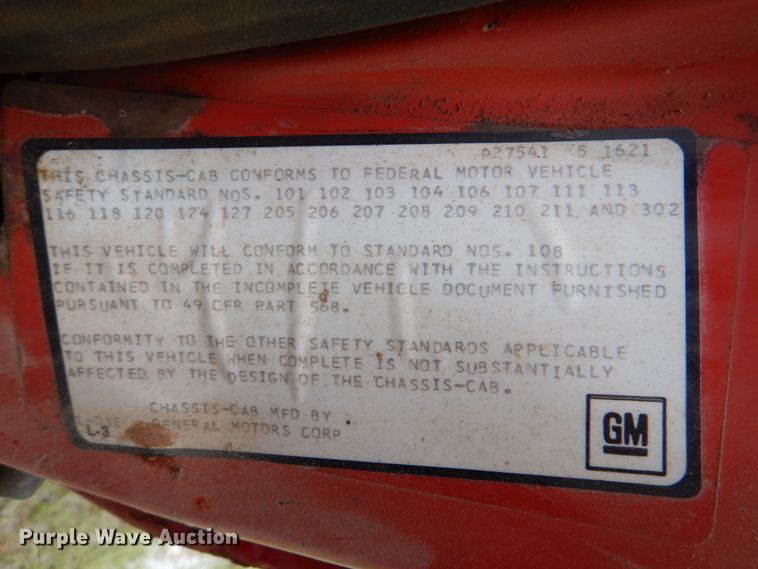 Purple Wave Auction
A27541 5 1621
THIS CHASSIS-CAB CONFORMS TO FEDERAL MOTOR VEHICLE
SAFETY STANDARD NOS. 101 102 103 104 106 107 111 113
116 118 120 124 127 205 206 207 208 209 210 211 AND 302
THIS VEHICLE WILL CONFORM TO STANDARD NOS. 108
IF IT IS COMPLETED IN ACCORDANCE WITH THE INSTRUCTIONS
CONTAINED IN THE INCOMPLETE VEHICLE DOCUMENT FURNISHED
PURSUANT TO 49 CFR PART 568.
CONFORMITY TO THE OTHER SAFETY STANDARDS APPLICABLE
TO THIS VEHICLE WHEN COMPLETE IS NOT SUBSTANTIALLY
AFFECTED BY THE DESIGN OF THE CHASSIS-CAB.
CHASSIS-CAB MFD BY
GENERAL MOTORS CORP
L-3
GM
Purple Wave Auction